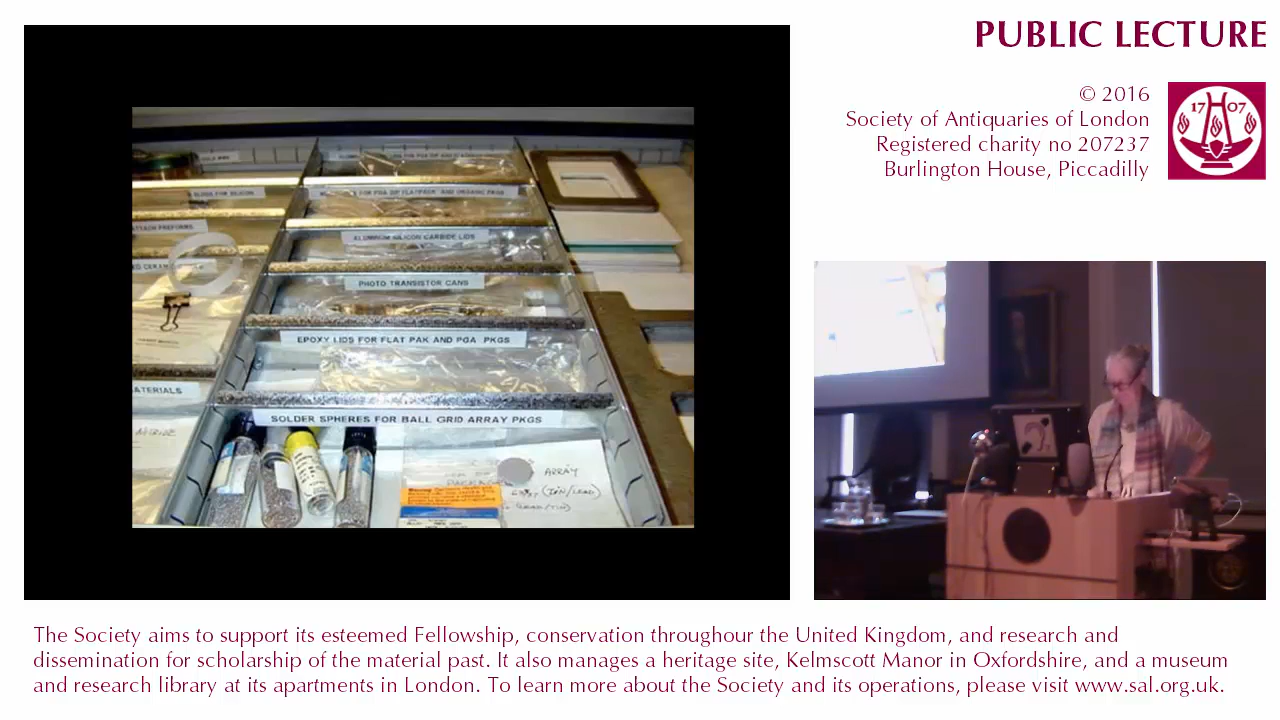 PUBLIC LECTURE
© 2016
Society of Antiquaries of London
Registered charity no 207237
Burlington House, Piccadilly
17 07
ATTACH PREFORMS
ALUMINUM SILICON CARBIDE LIDS
PHOTO TRANSISTOR CANS
EPOXY LIDS FOR FLAT PAK AND PGA PKGS
SOLDER SPHERES FOR BALL GRID ARRAY PKGS
ARRAY
(TIN/LEAD)
The Society aims to support its esteemed Fellowship, conservation throughour the United Kingdom, and research and
dissemination for scholarship of the material past. It also manages a heritage site, Kelmscott Manor in Oxfordshire, and a museum
and research library at its apartments in London. To learn more about the Society and its operations, please visit www.sal.org.uk.